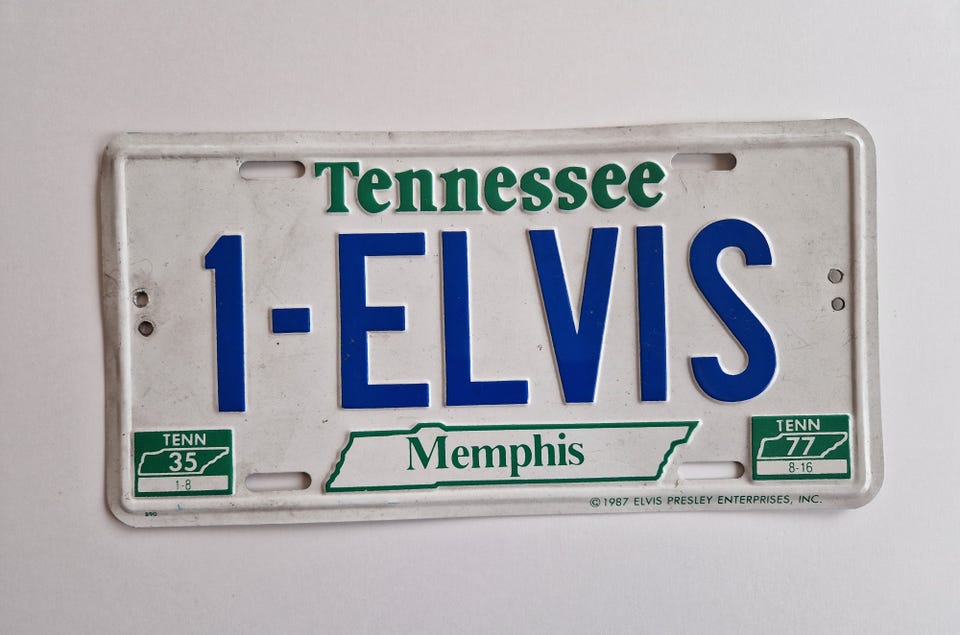 Tennessee
1-ELVIS
TENN
35
1-8
Memphis
TENN
77
8-16
©1987 ELVIS PRESLEY ENTERPRISES, INC.